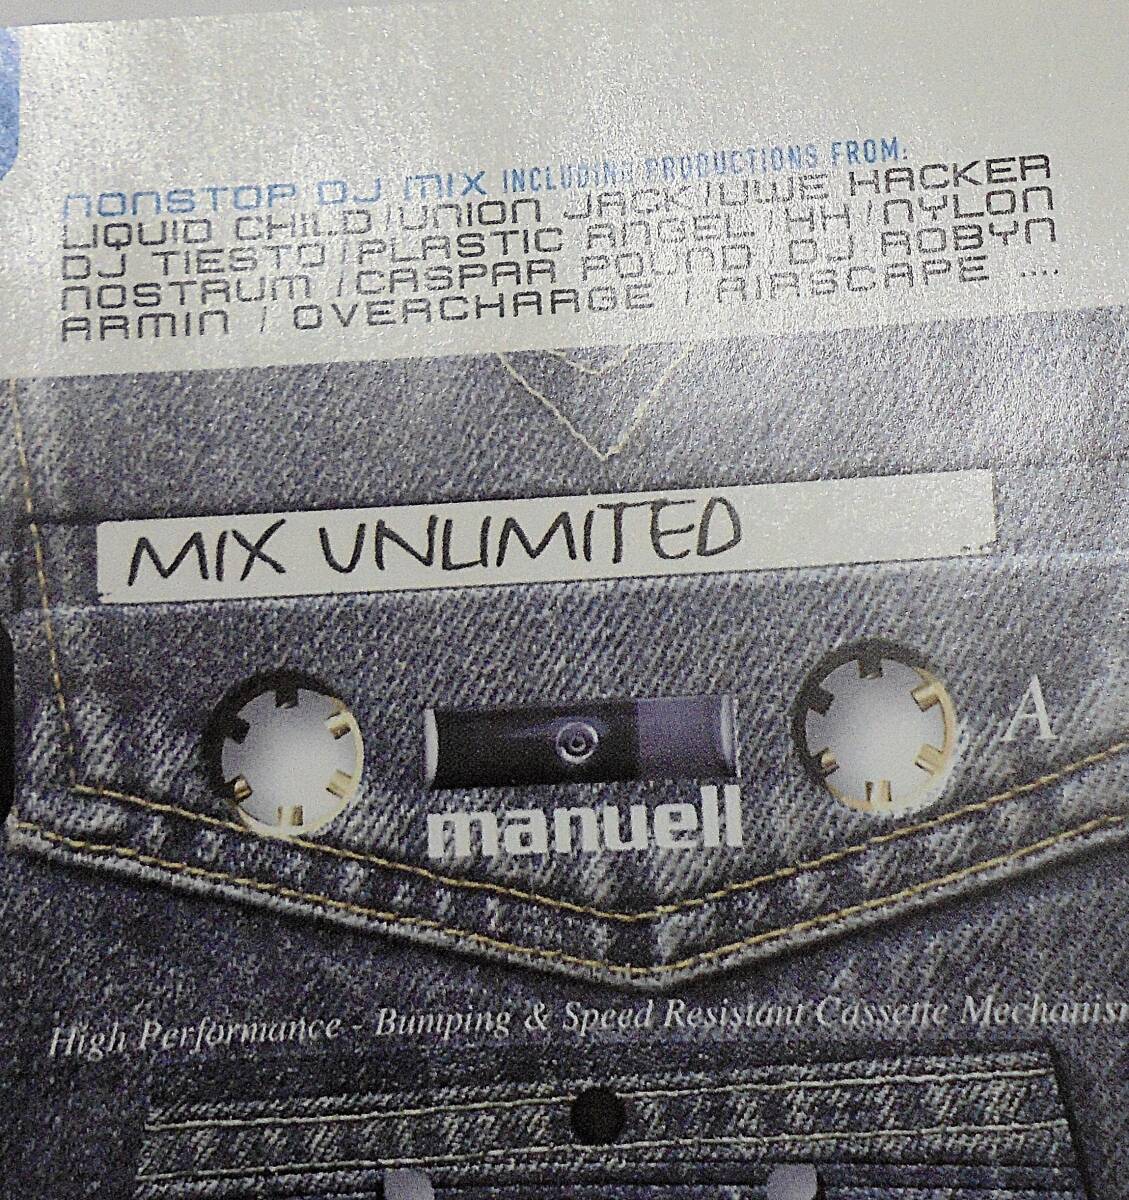 NONSTOP DJ MIX INCLUDING PRODUCTIONS FROM:
LIQUID CHILD / UNION JACK / UWE HACKER
DJ TIESTO / PLASTIC ANGEL / 4H / NYLON
NOSTRUM / CASPAR POUND / DJ ROBYN
ARMIN / OVERCHARGE / AIRSCAPE ....
MIX UNLIMITED
A
manuell
High Performance - Bumping & Speed Resistant Cassette Mechanism